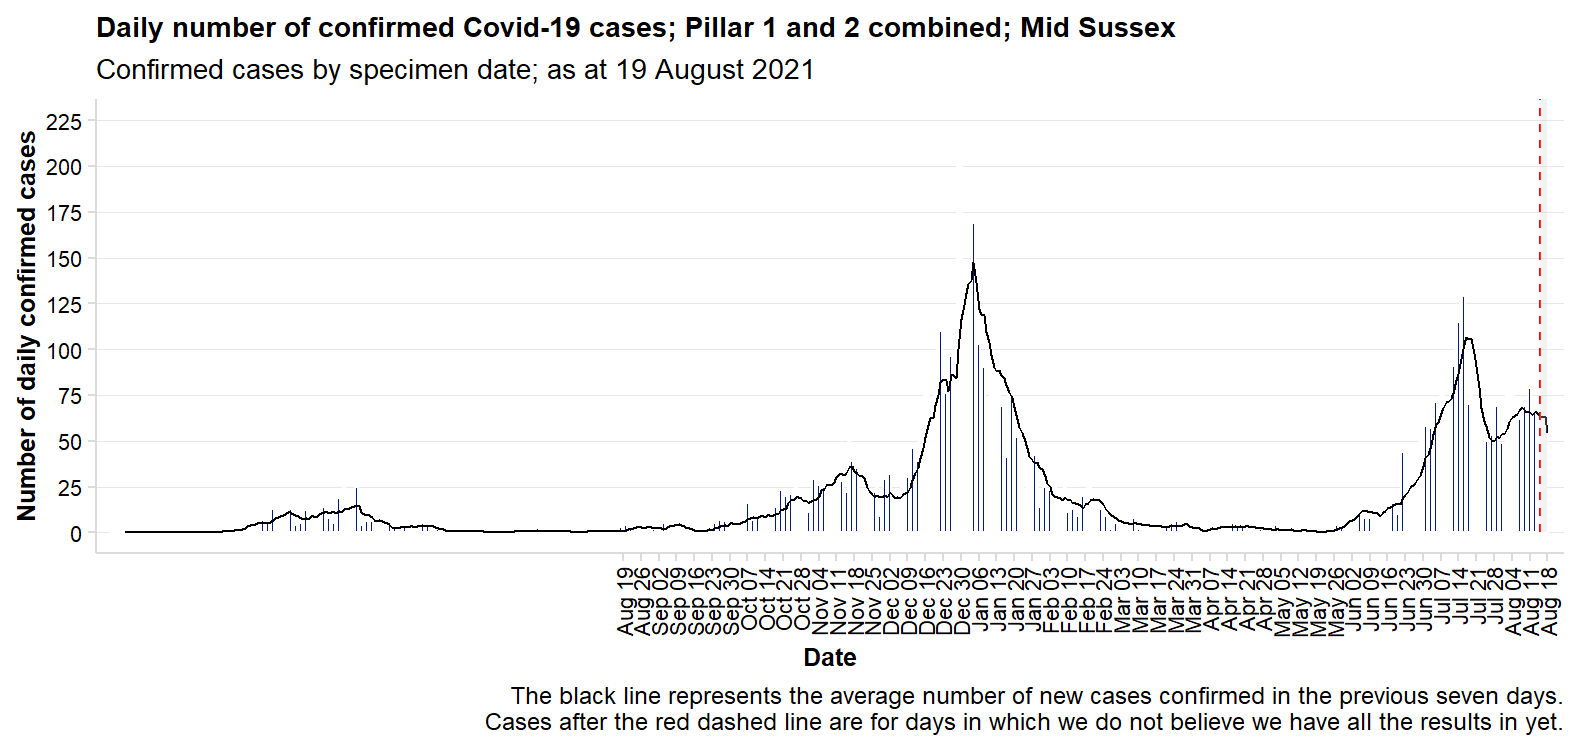 Daily number of confirmed Covid-19 cases; Pillar 1 and 2 combined; Mid Sussex
Confirmed cases by specimen date; as at 19 August 2021
Number of daily confirmed cases
225
200
175
150
125
100
75
50
25
0
Aug 19
Aug 26
Sep 02
Sep 09
Sep 16
Sep 23
Sep 30
Oct 07
Oct 14
Oct 21
Oct 28
Nov 04
Nov 11
Nov 18
Nov 25
Dec 02
Dec 09
Dec 16
Dec 23
Dec 30
Jan 06
Jan 13
Jan 20
Jan 27
Feb 03
Feb 10
Feb 17
Feb 24
Mar 03
Mar 10
Mar 17
Mar 24
Mar 31
Apr 07
Apr 14
Apr 21
Apr 28
May 05
May 12
May 19
May 26
Jun 02
Jun 09
Jun 16
Jun 23
Jun 30
Jul 07
Jul 14
Jul 21
Jul 28
Aug 04
Aug 11
Aug 18
Date
The black line represents the average number of new cases confirmed in the previous seven days.
Cases after the red dashed line are for days in which we do not believe we have all the results in yet.